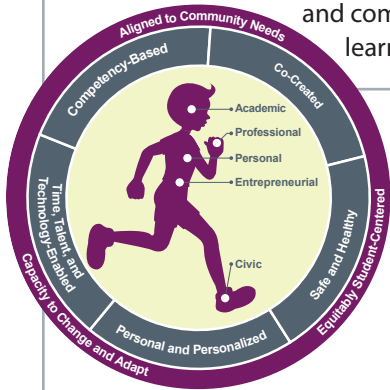 and com
learn
Aligned to Community Needs
Competency-Based
Co-Created
Academic
Professional
Personal
Entrepreneurial
Civic
Time, Talent, and
Technology-Enabled
Safe and Healthy
Personal and Personalized
Capacity to Change and Adapt
Equitably Student-Centered